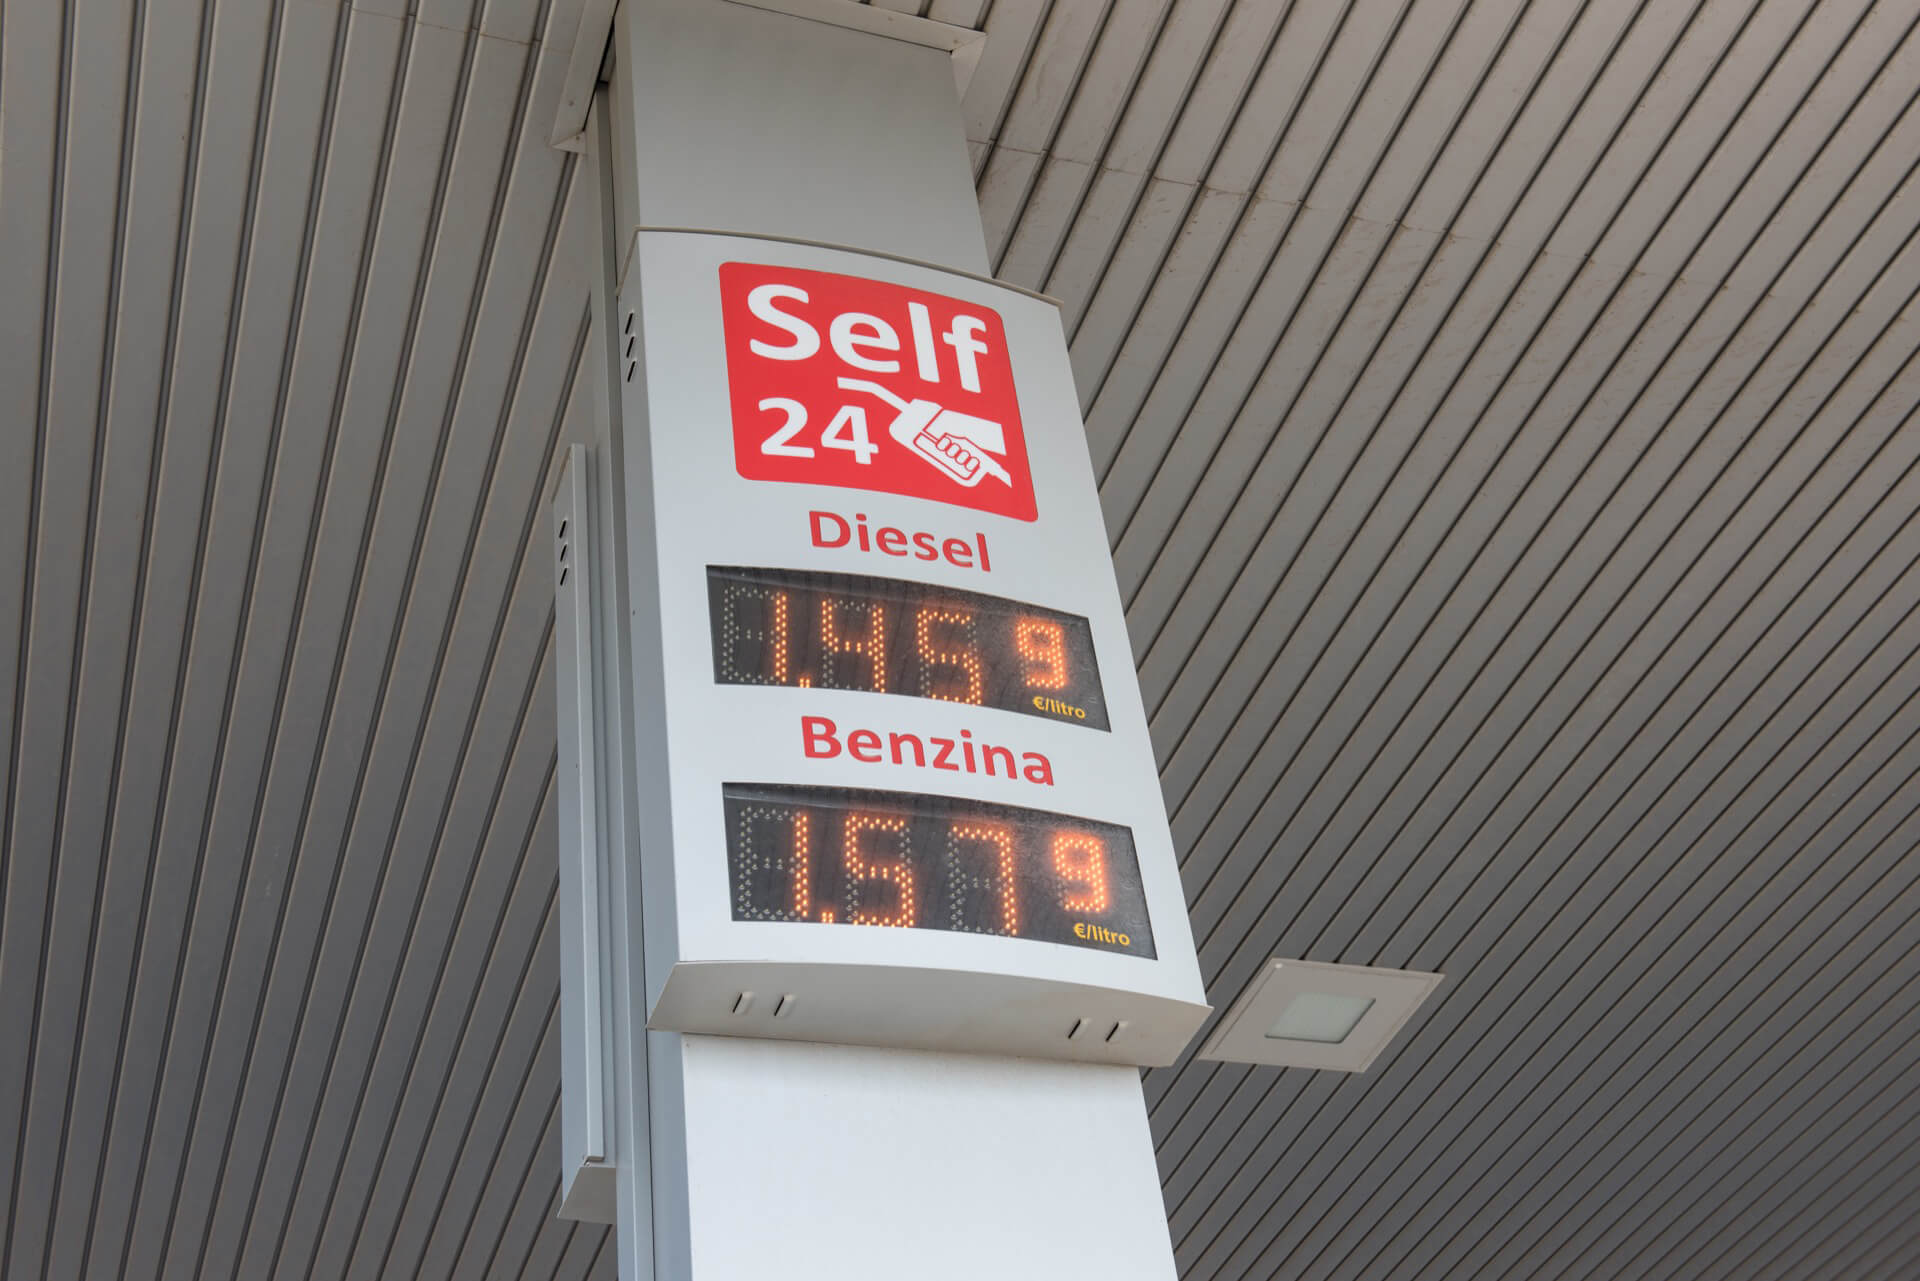 Self
24
Diesel
1.459
€/litro
Benzina
1.579
€/litro